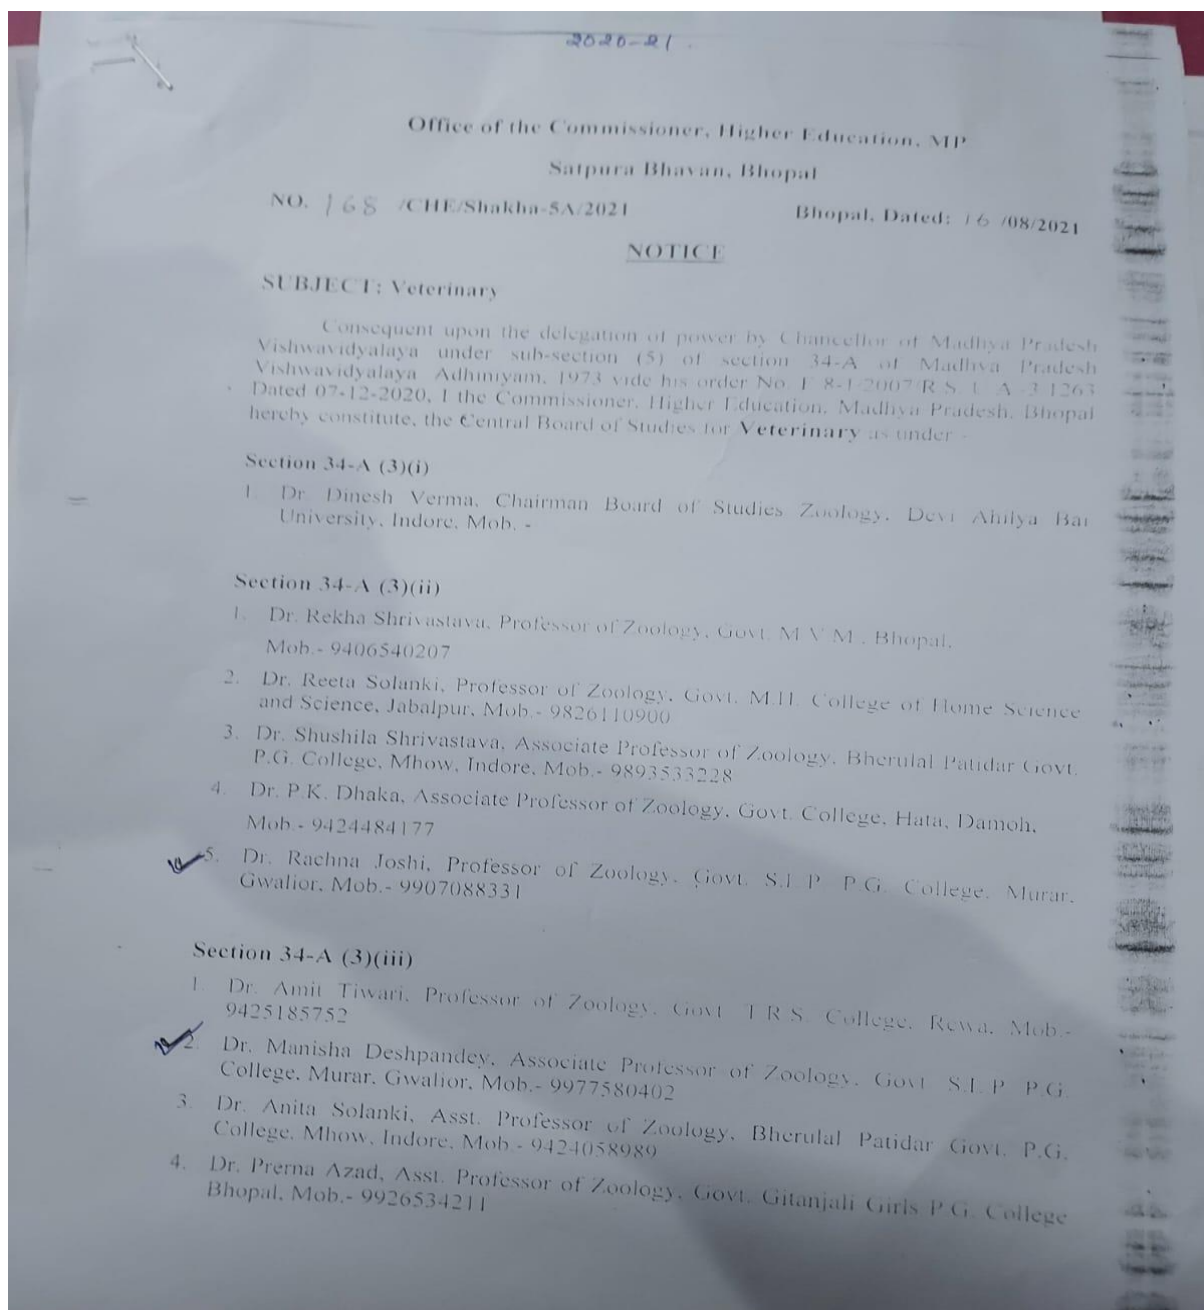 2020-21.
Office of the Commissioner, Higher Education, MP
Satpura Bhavan, Bhopal
NO. 168 /CHE/Shakha-5A/2021 Bhopal, Dated: 16 /08/2021
NOTICE
SUBJECT: Veterinary
Consequent upon the delegation of power by Chancellor of Madhya Pradesh
Vishwavidyalaya under sub-section (5) of section 34-A of Madhya Pradesh
Vishwavidyalaya Adhiniyam, 1973 vide his order No. F 8-1-2007/R.S./U.A.-3/1263
Dated 07-12-2020, I the Commissioner, Higher Education, Madhya Pradesh, Bhopal
hereby constitute, the Central Board of Studies for Veterinary as under -
Section 34-A (3)(i)
1. Dr. Dinesh Verma, Chairman Board of Studies Zoology, Devi Ahilya Bai
University, Indore, Mob. -
Section 34-A (3)(ii)
1. Dr. Rekha Shrivastava, Professor of Zoology, Govt. M.V.M., Bhopal,
Mob.- 9406540207
2. Dr. Reeta Solanki, Professor of Zoology, Govt. M.H. College of Home Science
and Science, Jabalpur, Mob.- 9826110900
3. Dr. Shushila Shrivastava, Associate Professor of Zoology, Bherulal Patidar Govt.
P.G. College, Mhow, Indore, Mob.- 9893533228
4. Dr. P.K. Dhaka, Associate Professor of Zoology, Govt. College, Hata, Damoh,
Mob.- 9424484177
5. Dr. Rachna Joshi, Professor of Zoology, Govt. S.L.P. P.G. College, Murar,
Gwalior, Mob.- 9907088331
Section 34-A (3)(iii)
1. Dr. Amit Tiwari, Professor of Zoology, Govt. T.R.S. College, Rewa, Mob.-
9425185752
2. Dr. Manisha Deshpandey, Associate Professor of Zoology, Govt. S.L.P. P.G.
College, Murar, Gwalior, Mob.- 9977580402
3. Dr. Anita Solanki, Asst. Professor of Zoology, Bherulal Patidar Govt. P.G.
College, Mhow, Indore, Mob.- 9424058989
4. Dr. Prerna Azad, Asst. Professor of Zoology, Govt. Gitanjali Girls P.G. College
Bhopal, Mob.- 9926534211